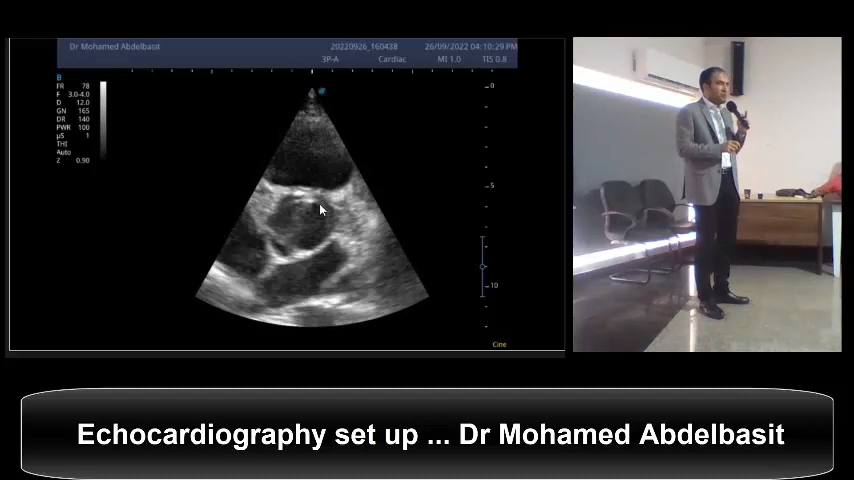 Dr Mohamed Abdelbasit 20220926_160438 26/09/2022 04:10:29 PM
3P-A Cardiac MI 1.0 TIS 0.8
B
FR 78
F 3.0-4.0
D 12.0
GN 165
DR 140
PWR 100
µS 1
THI
Auto
Z 0.90
0
5
10
Cine
Echocardiography set up ... Dr Mohamed Abdelbasit